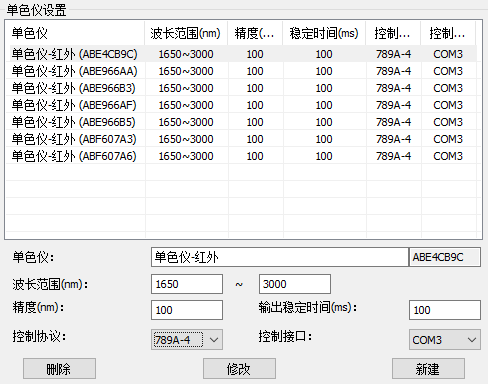 单色仪设置
单色仪 波长范围(nm) 精度(... 稳定时间(ms) 控制... 控制...
单色仪-红外 (ABE4CB9C) 1650~3000 100 100 789A-4 COM3
单色仪-红外 (ABE966AA) 1650~3000 100 100 789A-4 COM3
单色仪-红外 (ABE966B3) 1650~3000 100 100 789A-4 COM3
单色仪-红外 (ABE966AF) 1650~3000 100 100 789A-4 COM3
单色仪-红外 (ABE966B5) 1650~3000 100 100 789A-4 COM3
单色仪-红外 (ABF607A3) 1650~3000 100 100 789A-4 COM3
单色仪-红外 (ABF607A6) 1650~3000 100 100 789A-4 COM3
单色仪： 单色仪-红外 ABE4CB9C
波长范围(nm)： 1650 ~ 3000
精度(nm)： 100 输出稳定时间(ms)： 100
控制协议： 789A-4 控制接口： COM3
删除 修改 新建